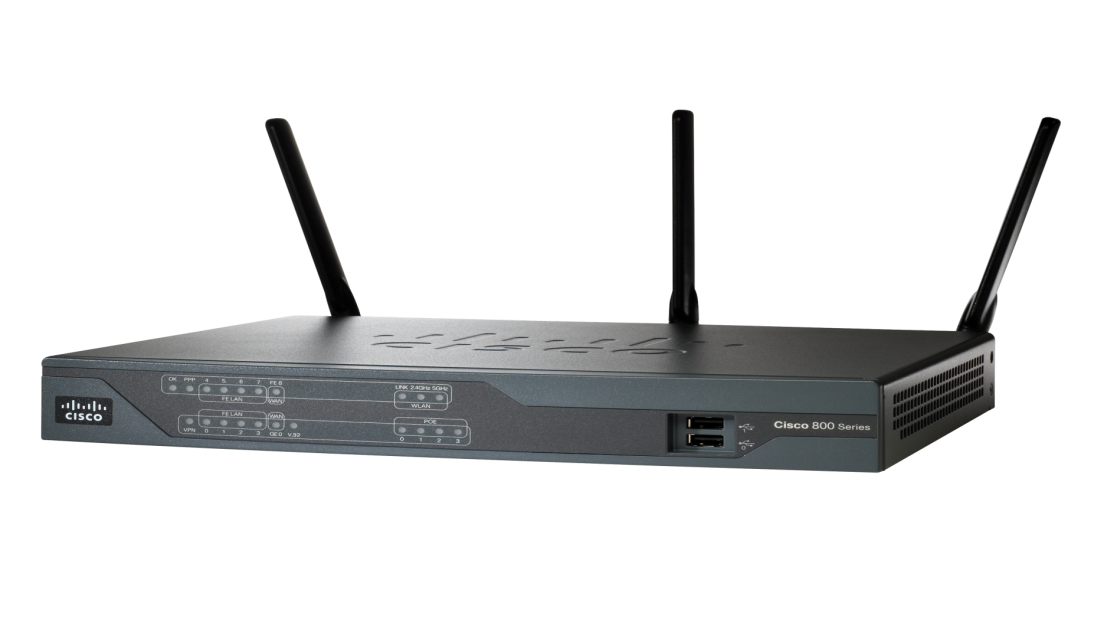 OK PPP 4 5 6 7 FE 8
FE LAN WAN
LINK 2.4GHz 5GHz
WLAN
FE LAN WAN
VPN 0 1 2 3 GE 0 V.92
POE
0 1 2 3
CISCO
Cisco 800 Series
cisco